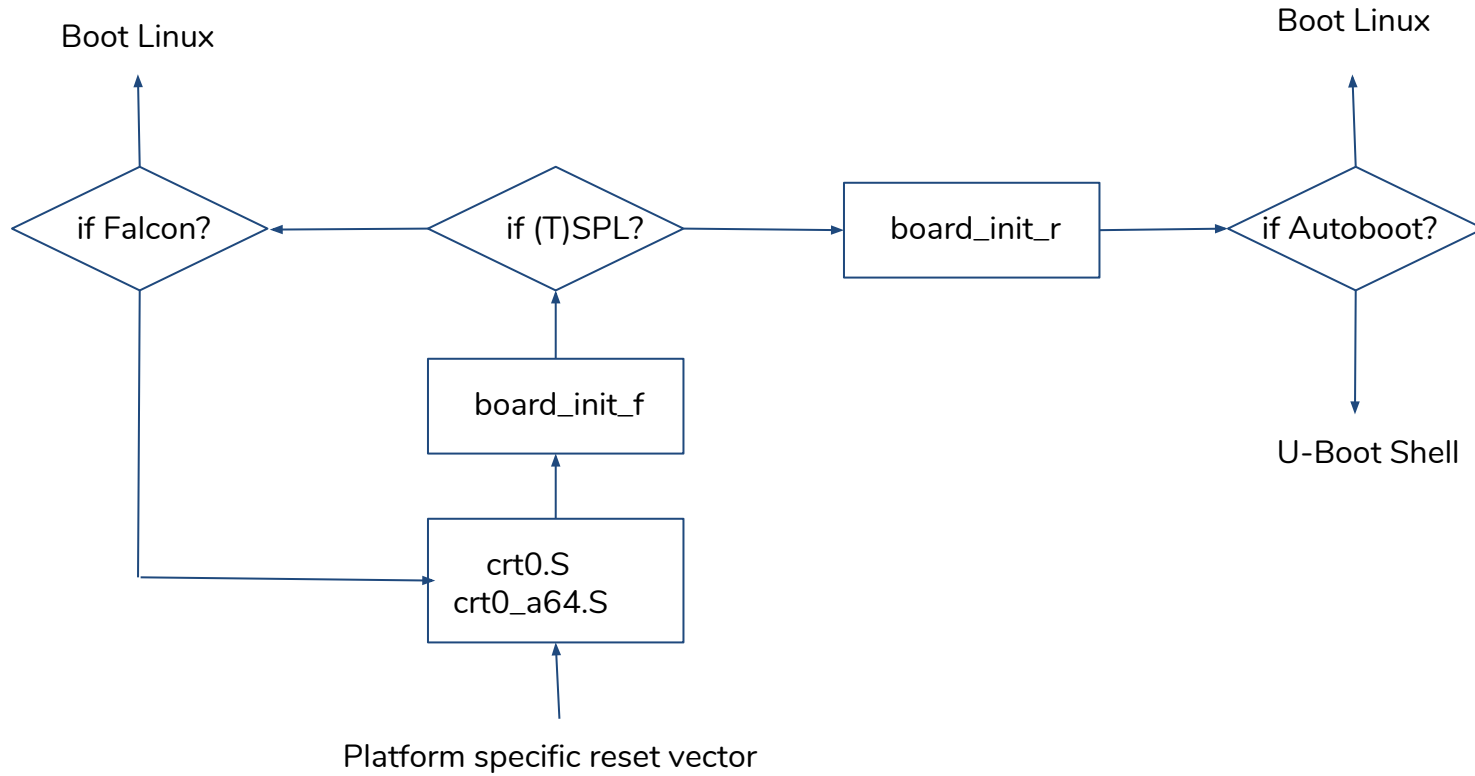 Boot Linux
Boot Linux
if Falcon?
if (T)SPL?
board_init_r
if Autoboot?
board_init_f
U-Boot Shell
crt0.S
crt0_a64.S
Platform specific reset vector